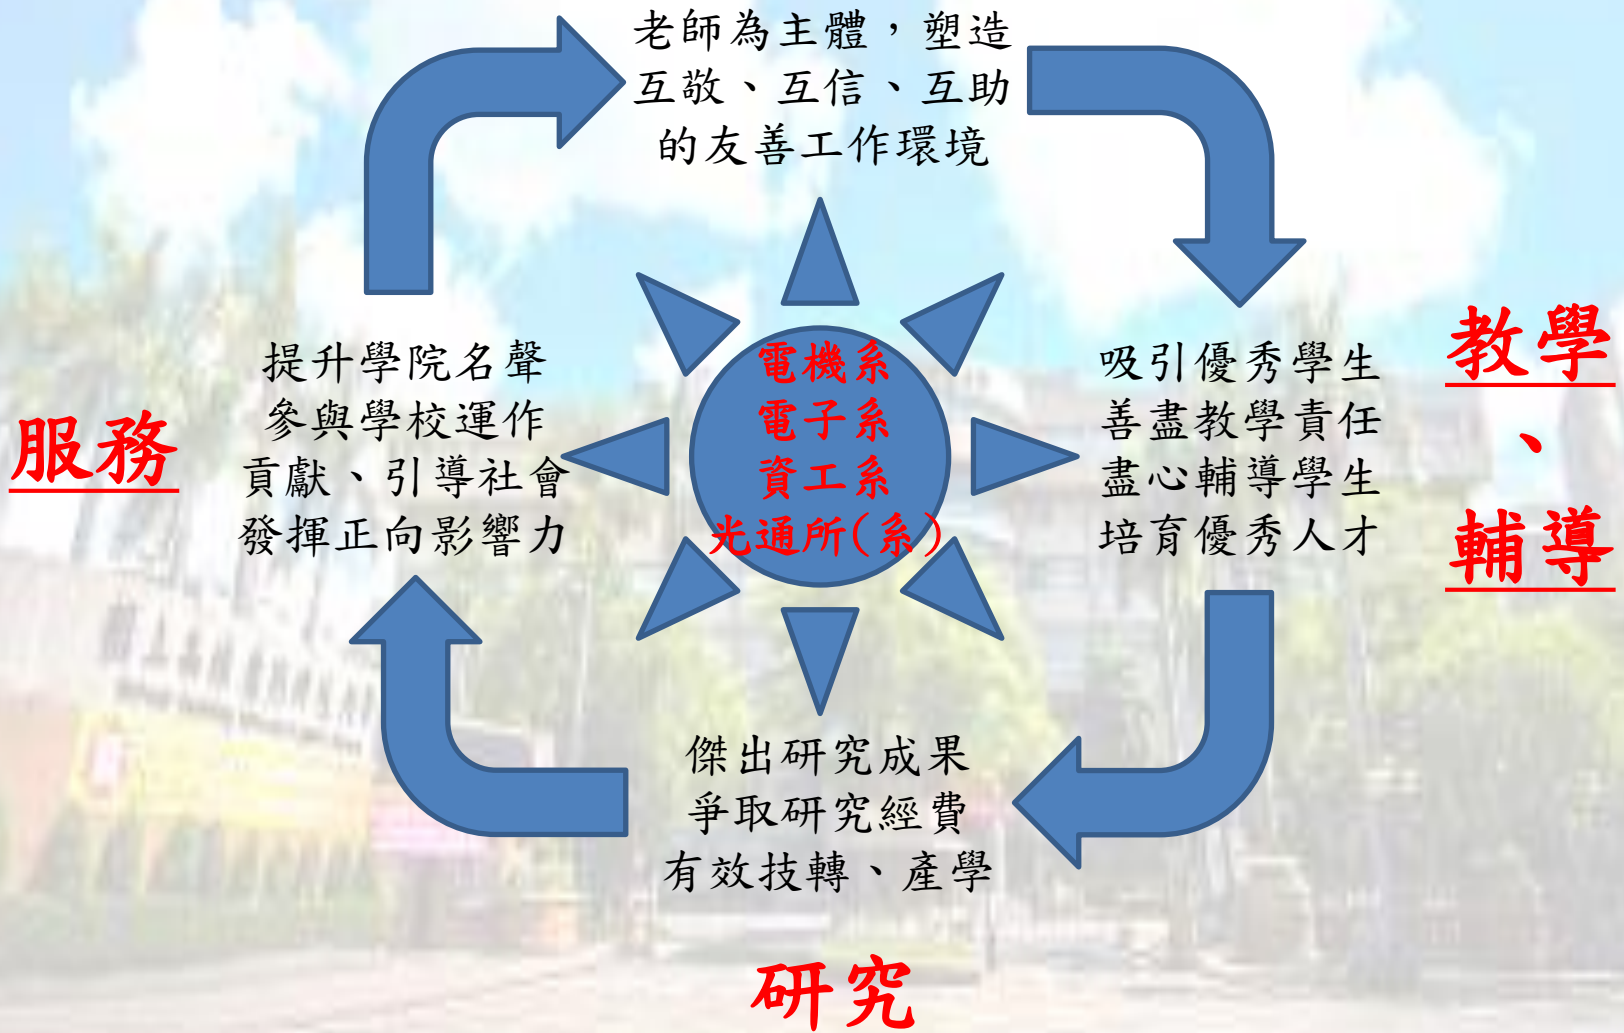 老師為主體，塑造
互敬、互信、互助
的友善工作環境
提升學院名聲
參與學校運作
貢獻、引導社會
發揮正向影響力
服務
電機系
電子系
資工系
光通所(系)
吸引優秀學生
善盡教學責任
盡心輔導學生
培育優秀人才
教學
、
輔導
傑出研究成果
爭取研究經費
有效技轉、產學
研究